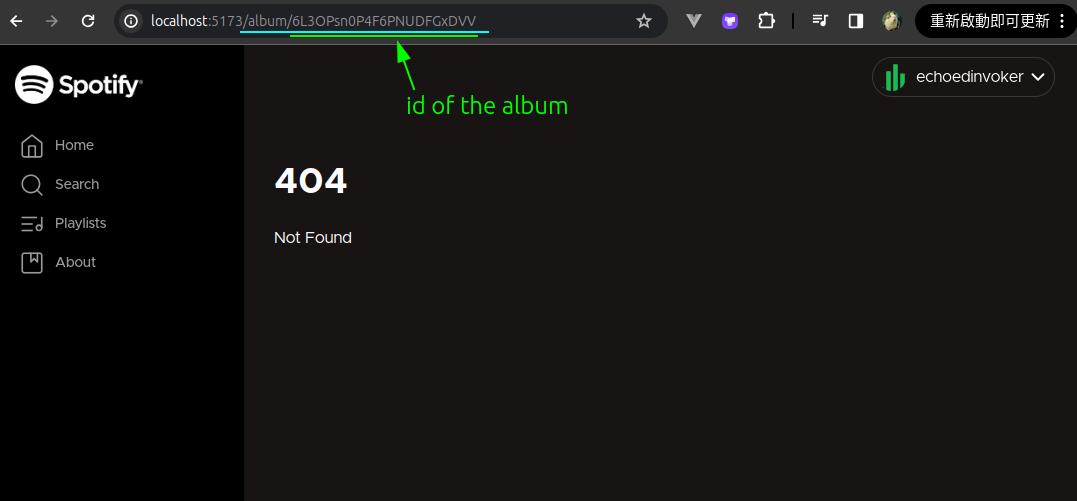 localhost:5173/album/6L3OPsn0P4F6PNUDFGxDVV
重新啟動即可更新
Spotify®
echoedinvoker
id of the album
Home
Search
Playlists
About
404
Not Found